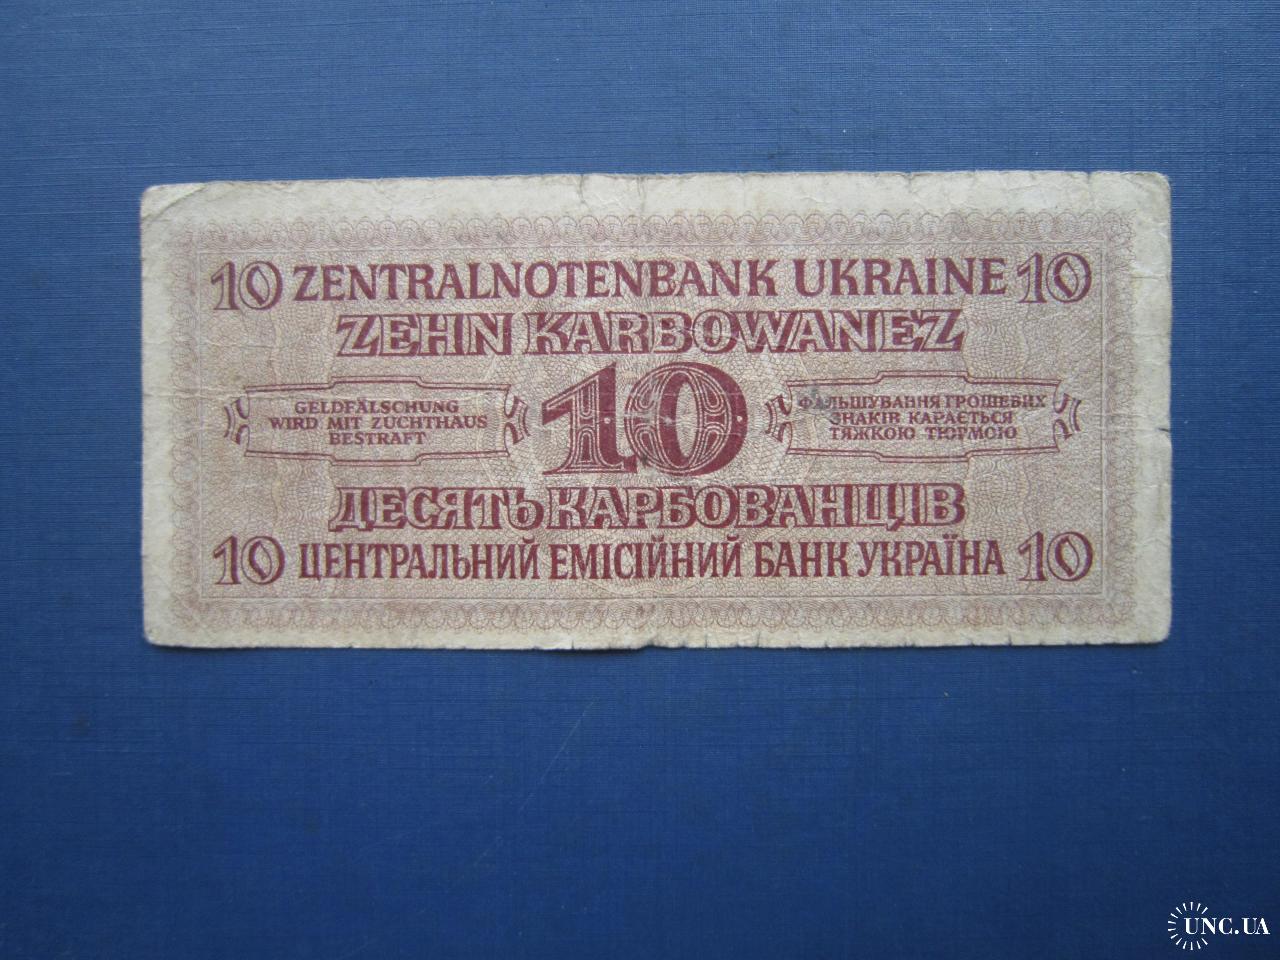 10 ZENTRALNOTENBANK UKRAINE 10
ZEHN KARBOWANEZ
GELDFÄLSCHUNG
WIRD MIT ZUCHTHAUS
BESTRAFT
10
ФАЛЬШУВАННЯ ГРОШЕВИХ
ЗНАКІВ КАРАЄТЬСЯ
ТЯЖКОЮ ТЮРМОЮ
ДЕСЯТЬ КАРБОВАНЦІВ
10 ЦЕНТРАЛЬНИЙ ЕМІСІЙНИЙ БАНК УКРАЇНА 10
UNC.UA